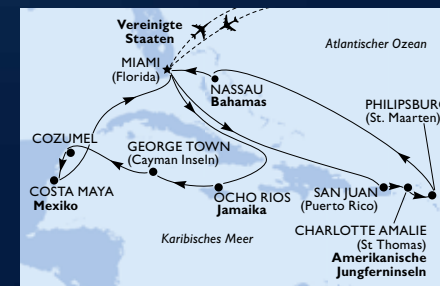 Vereinigte
Staaten
Atlantischer Ozean
MIAMI
(Florida)
NASSAU
Bahamas
PHILIPSBURG
(St. Maarten)
COZUMEL
GEORGE TOWN
(Cayman Inseln)
COSTA MAYA
Mexiko
OCHO RIOS
Jamaika
SAN JUAN
(Puerto Rico)
CHARLOTTE AMALIE
(St Thomas)
Amerikanische
Jungferninseln
Karibisches Meer